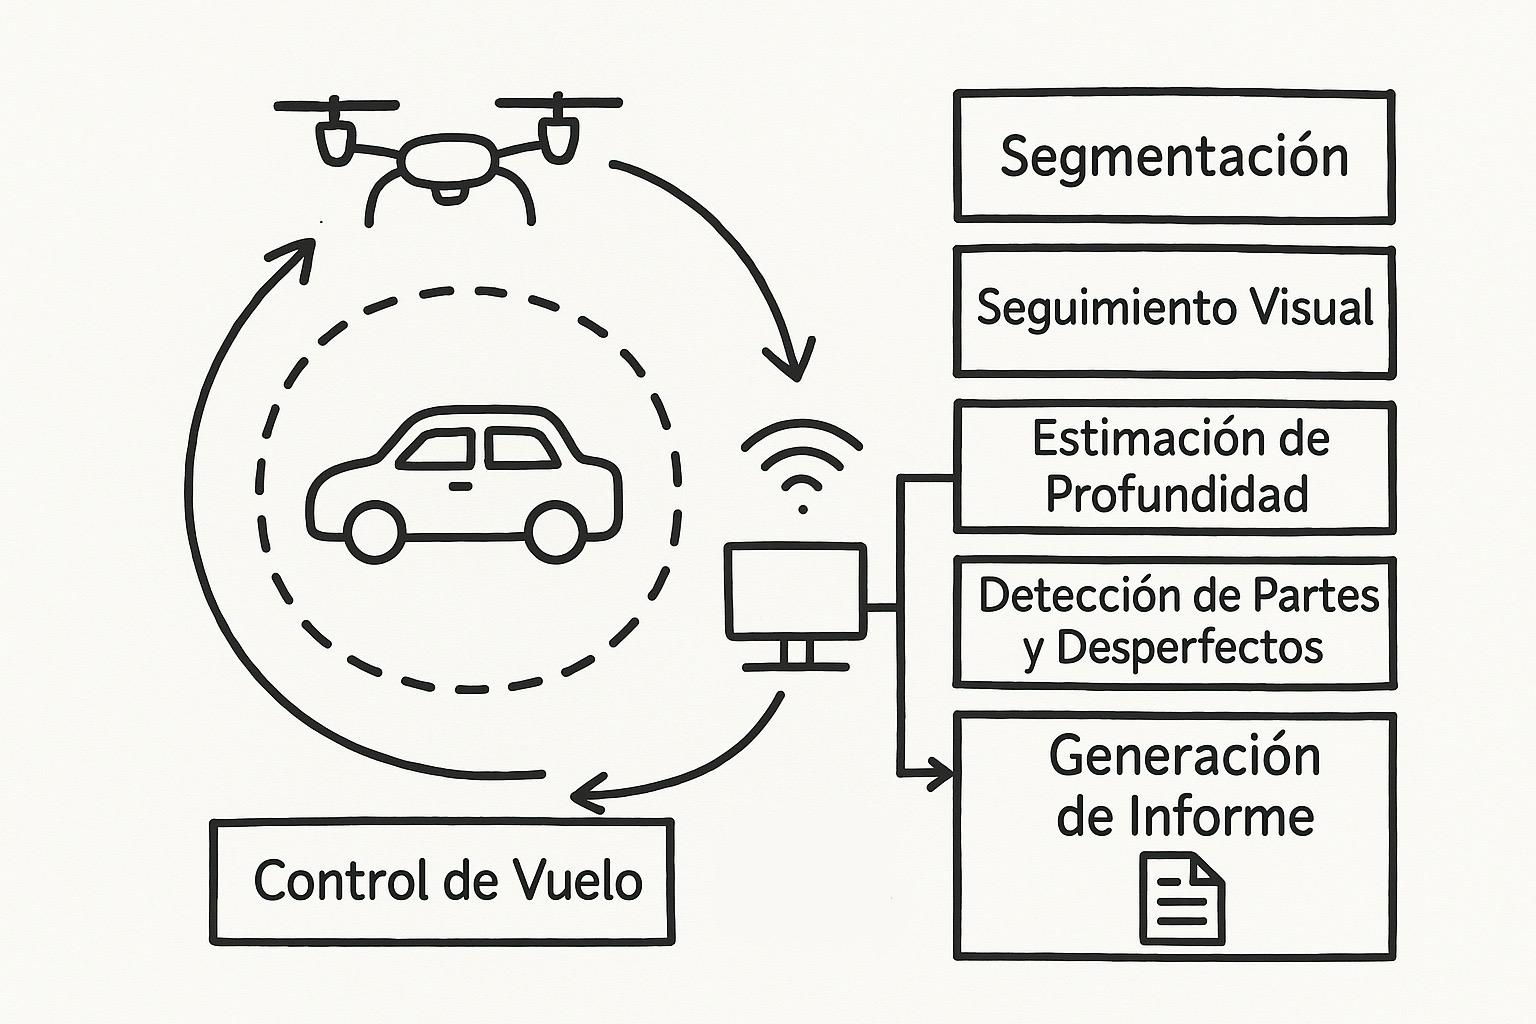 Segmentación
Seguimiento Visual
Estimación de
Profundidad
Detección de Partes
y Desperfectos
Generación
de Informe
Control de Vuelo